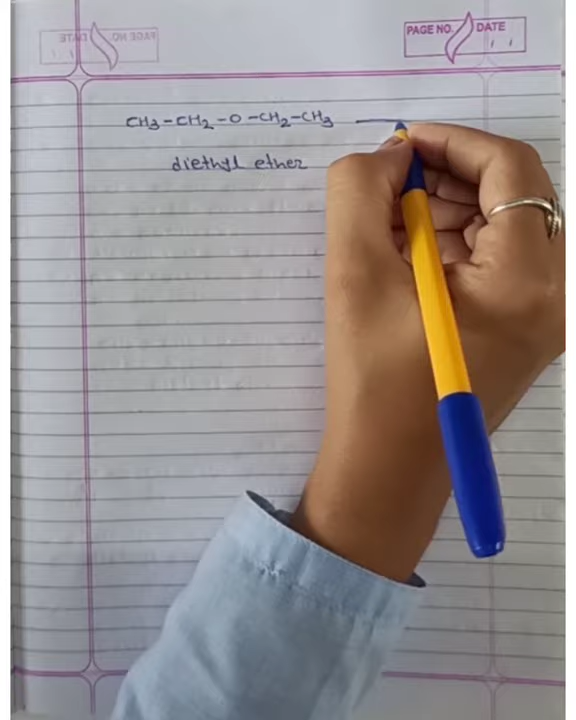 PAGE NO. DATE
/ /
CH₃-CH₂-O-CH₂-CH₃
diethyl ether